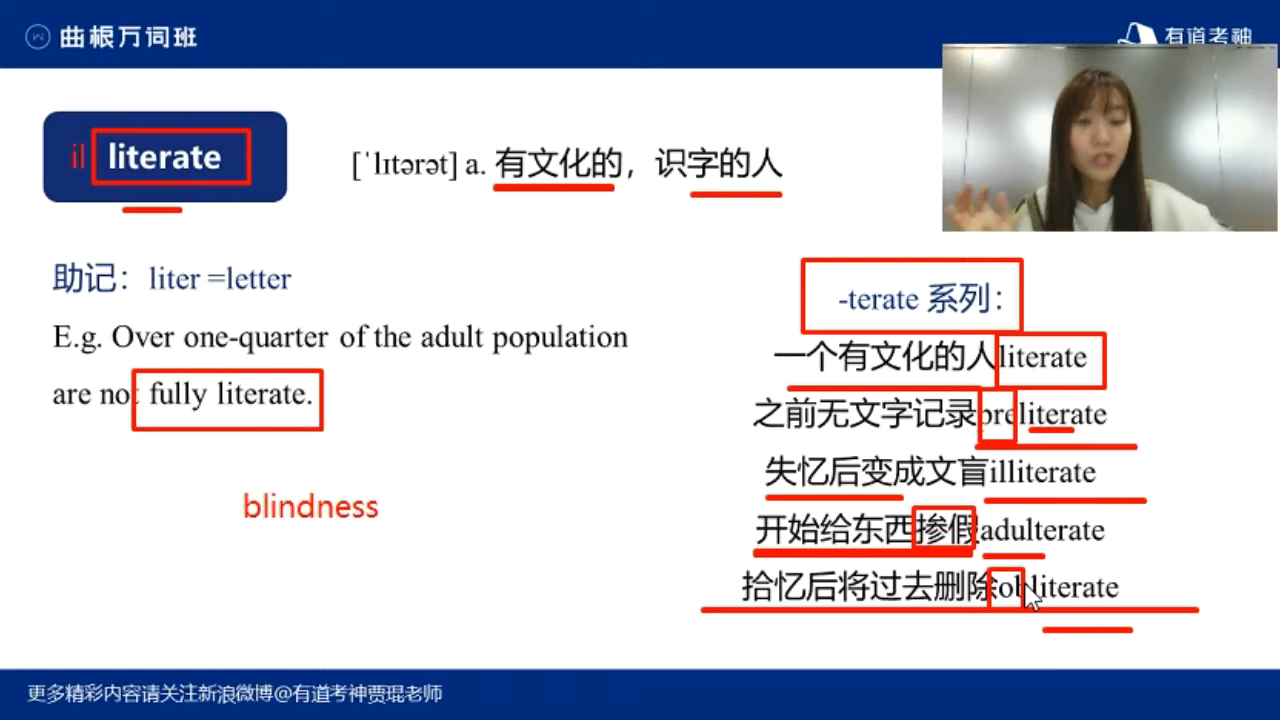 曲根万词班
有道考神
il literate
[ˈlɪtərət] a. 有文化的，识字的人
助记：liter =letter
E.g. Over one-quarter of the adult population
are not fully literate.
blindness
-terate 系列：
一个有文化的人literate
之前无文字记录preliterate
失忆后变成文盲illiterate
开始给东西掺假adulterate
拾忆后将过去删除obliterate
更多精彩内容请关注新浪微博@有道考神贾琨老师